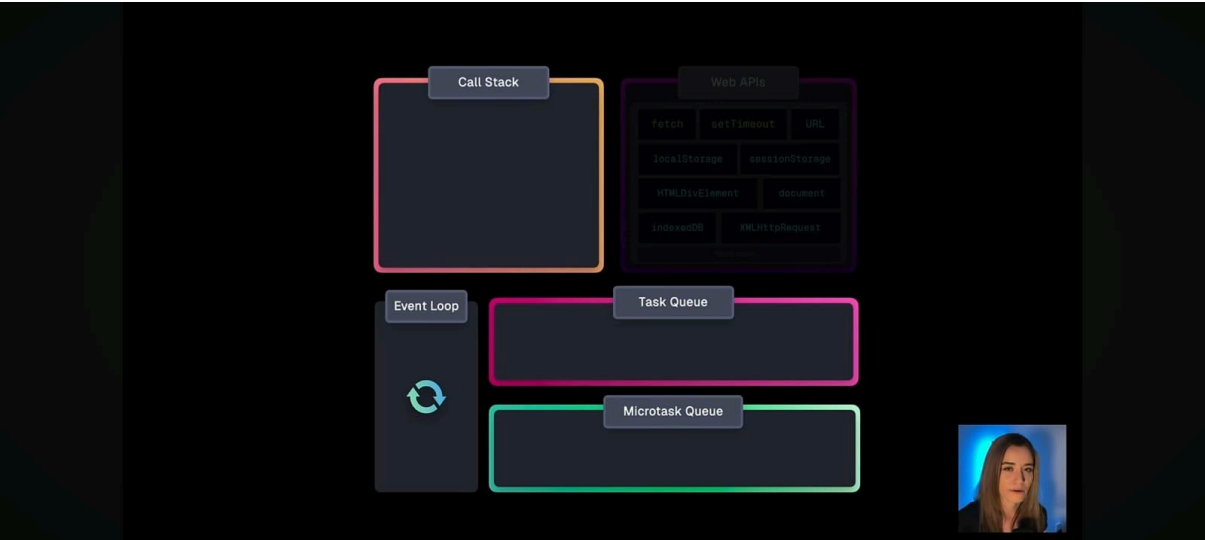 Call Stack
Web APIs
fetch setTimeout URL
localStorage sessionStorage
HTMLDivElement document
indexedDB XMLHttpRequest
Event Loop
Task Queue
Microtask Queue